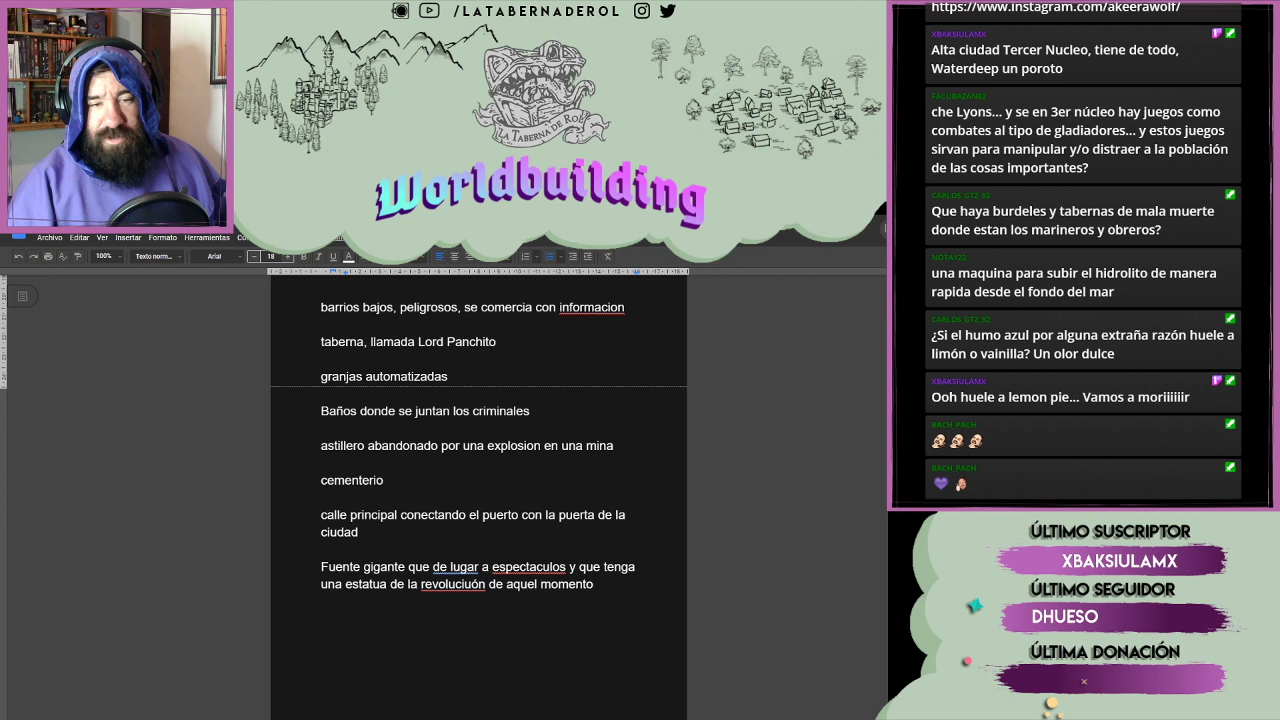 /LATABERNADEROL
LA TABERNA DE ROL
Worldbuilding
Archivo Editar Ver Insertar Formato Herramientas
100% Texto norm... Arial 18
barrios bajos, peligrosos, se comercia con informacion
taberna, llamada Lord Panchito
granjas automatizadas
Baños donde se juntan los criminales
astillero abandonado por una explosion en una mina
cementerio
calle principal conectando el puerto con la puerta de la
ciudad
Fuente gigante que de lugar a espectaculos y que tenga
una estatua de la revoluciuón de aquel momento
https://www.instagram.com/akeerawolf/
XBAKSIULAMX
Alta ciudad Tercer Nucleo, tiene de todo,
Waterdeep un poroto
FACUBAZAN82
che Lyons... y se en 3er núcleo hay juegos como
combates al tipo de gladiadores... y estos juegos
sirvan para manipular y/o distraer a la población
de las cosas importantes?
CARLOS_GTZ_92
Que haya burdeles y tabernas de mala muerte
donde estan los marineros y obreros?
NOTA122
una maquina para subir el hidrolito de manera
rapida desde el fondo del mar
CARLOS_GTZ_92
¿Si el humo azul por alguna extraña razón huele a
limón o vainilla? Un olor dulce
XBAKSIULAMX
Ooh huele a lemon pie... Vamos a moriiiiiir
BACH_PACH
BACH_PACH
ÚLTIMO SUSCRIPTOR
XBAKSIULAMX
ÚLTIMO SEGUIDOR
DHUESO
ÚLTIMA DONACIÓN